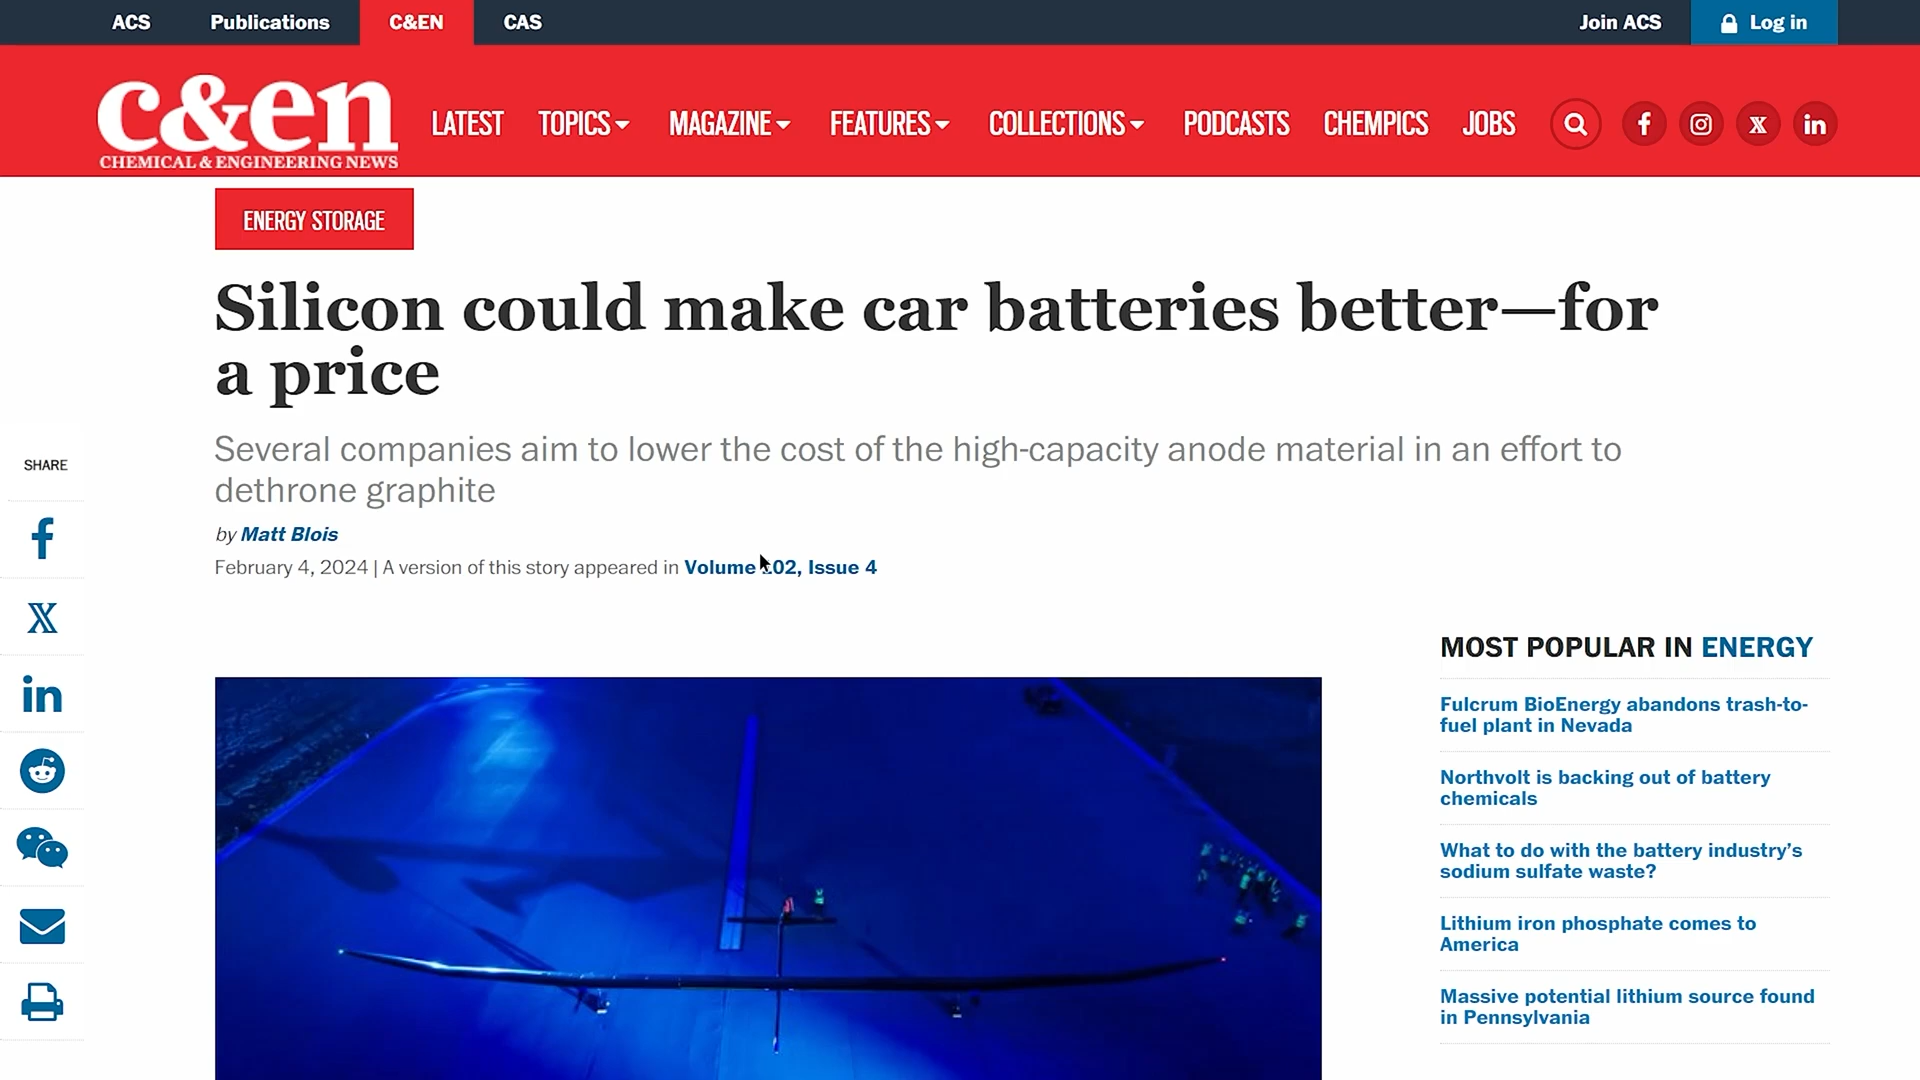 ACS
Publications
C&EN
CAS
Join ACS
Log in
c&en
CHEMICAL & ENGINEERING NEWS
LATEST
TOPICS
MAGAZINE
FEATURES
COLLECTIONS
PODCASTS
CHEMPICS
JOBS
ENERGY STORAGE
Silicon could make car batteries better—for
a price
Several companies aim to lower the cost of the high-capacity anode material in an effort to
dethrone graphite
by Matt Blois
February 4, 2024 | A version of this story appeared in Volume 102, Issue 4
SHARE
MOST POPULAR IN ENERGY
Fulcrum BioEnergy abandons trash-to-
fuel plant in Nevada
Northvolt is backing out of battery
chemicals
What to do with the battery industry’s
sodium sulfate waste?
Lithium iron phosphate comes to
America
Massive potential lithium source found
in Pennsylvania